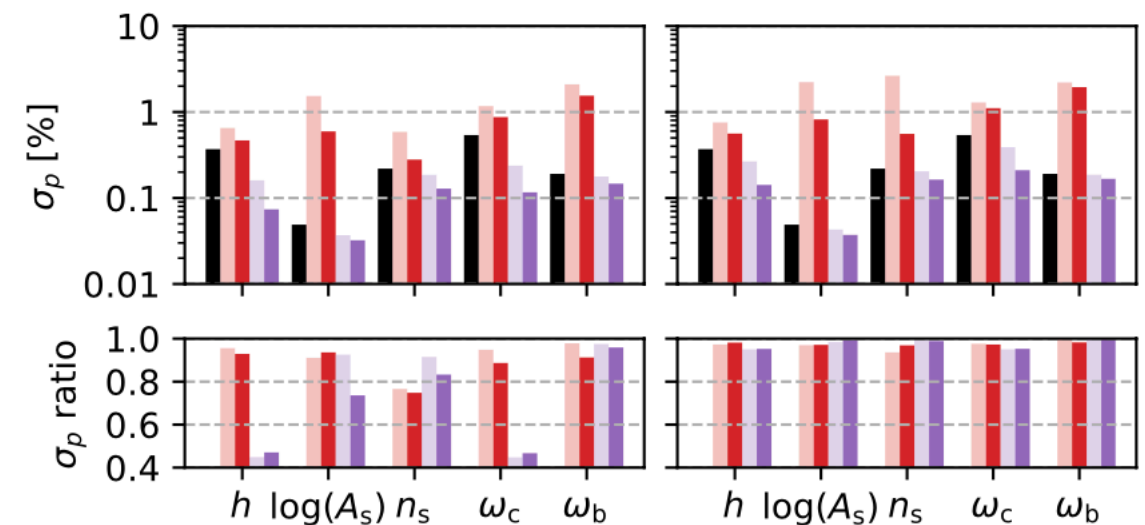 10
1
0.1
0.01
σp [%]
1.0
0.8
0.6
0.4
σp ratio
h log(As) ns ωc ωb
h log(As) ns ωc ωb